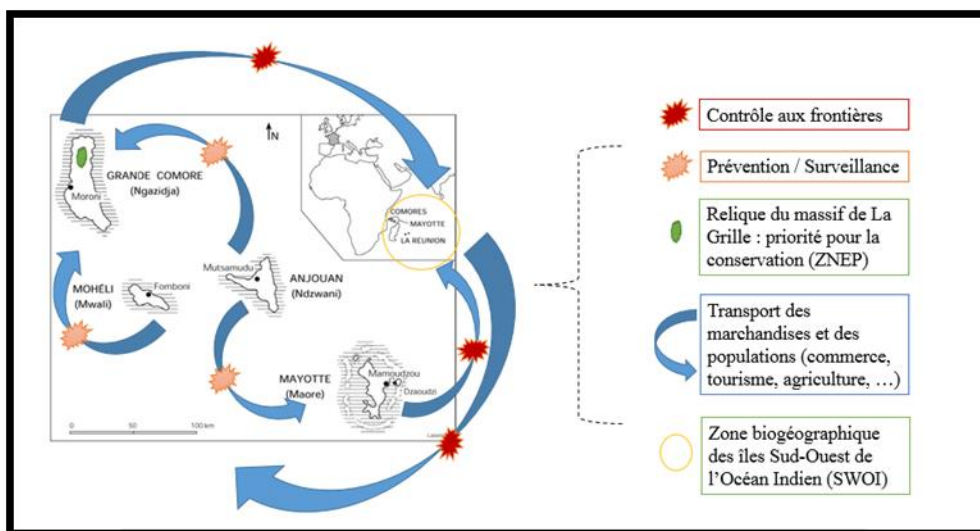 N
GRANDE COMORE
(Ngazidja)
Moroni
COMORES
MAYOTTE
LA RÉUNION
Mutsamudu
ANJOUAN
(Ndzwani)
MOHÉLI
(Mwali)
Fomboni
MAYOTTE
(Maore)
Mamoudzou
Dzaoudzi
0 50 100 km
Contrôle aux frontières
Prévention / Surveillance
Relique du massif de La
Grille : priorité pour la
conservation (ZNEP)
Transport des
marchandises et des
populations (commerce,
tourisme, agriculture, …)
Zone biogéographique
des îles Sud-Ouest de
l’Océan Indien (SWOI)